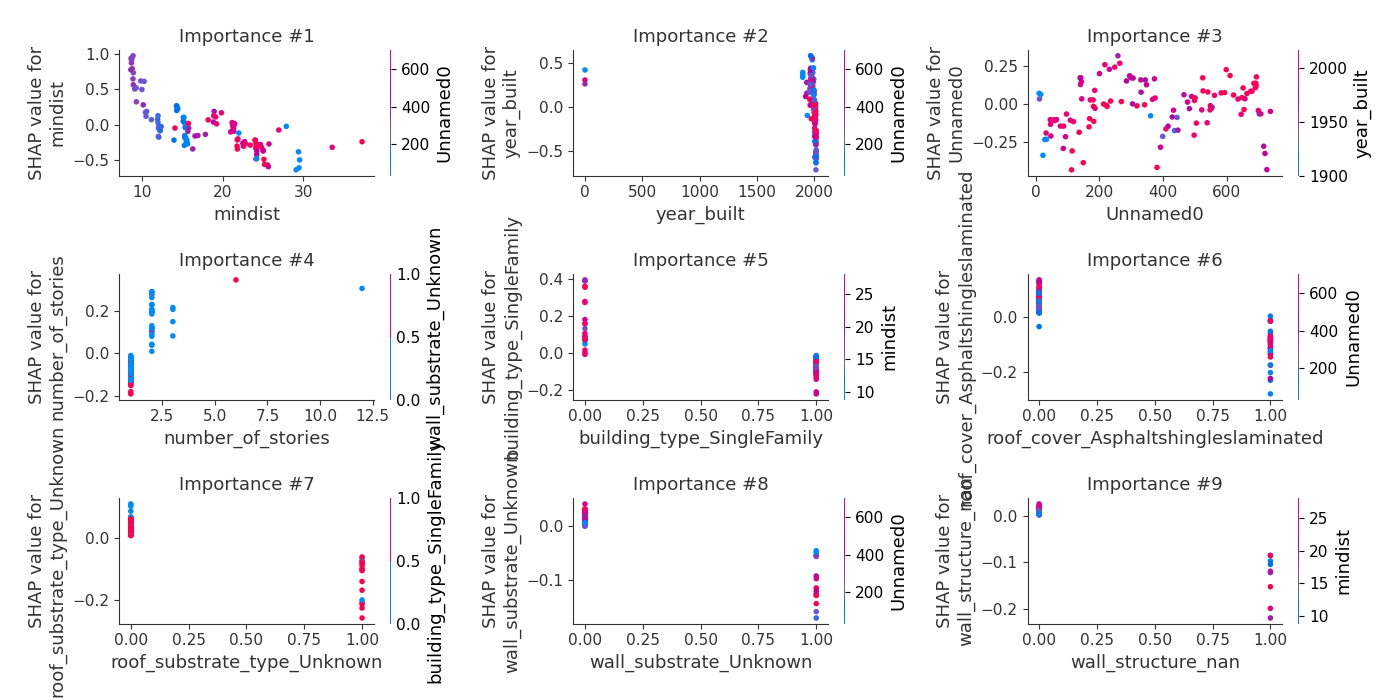 Importance #1
SHAP value for
mindist
1.0
0.5
0.0
−0.5
10
20
30
mindist
600
400
200
Unnamed0
Importance #2
SHAP value for
year_built
0.5
0.0
−0.5
0
500
1000
1500
2000
year_built
600
400
200
Unnamed0
Importance #3
SHAP value for
Unnamed0
0.25
0.00
−0.25
0
200
400
600
Unnamed0
2000
1950
1900
year_built
Importance #4
SHAP value for
number_of_stories
0.2
0.0
−0.2
2.5
5.0
7.5
10.0
12.5
number_of_stories
1.0
0.5
0.0
wall_substrate_Unknown
Importance #5
SHAP value for
building_type_SingleFamily
0.4
0.2
0.0
−0.2
0.00
0.25
0.50
0.75
1.00
building_type_SingleFamily
25
20
15
10
mindist
Importance #6
SHAP value for
roof_cover_Asphaltshingleslaminated
0.0
−0.2
0.00
0.25
0.50
0.75
1.00
roof_cover_Asphaltshingleslaminated
600
400
200
Unnamed0
Importance #7
SHAP value for
roof_substrate_type_Unknown
0.0
−0.2
0.00
0.25
0.50
0.75
1.00
roof_substrate_type_Unknown
1.0
0.5
0.0
building_type_SingleFamily
Importance #8
SHAP value for
wall_substrate_Unknown
0.0
−0.1
0.00
0.25
0.50
0.75
1.00
wall_substrate_Unknown
600
400
200
Unnamed0
Importance #9
SHAP value for
wall_structure_nan
0.0
−0.1
−0.2
0.00
0.25
0.50
0.75
1.00
wall_structure_nan
25
20
15
10
mindist